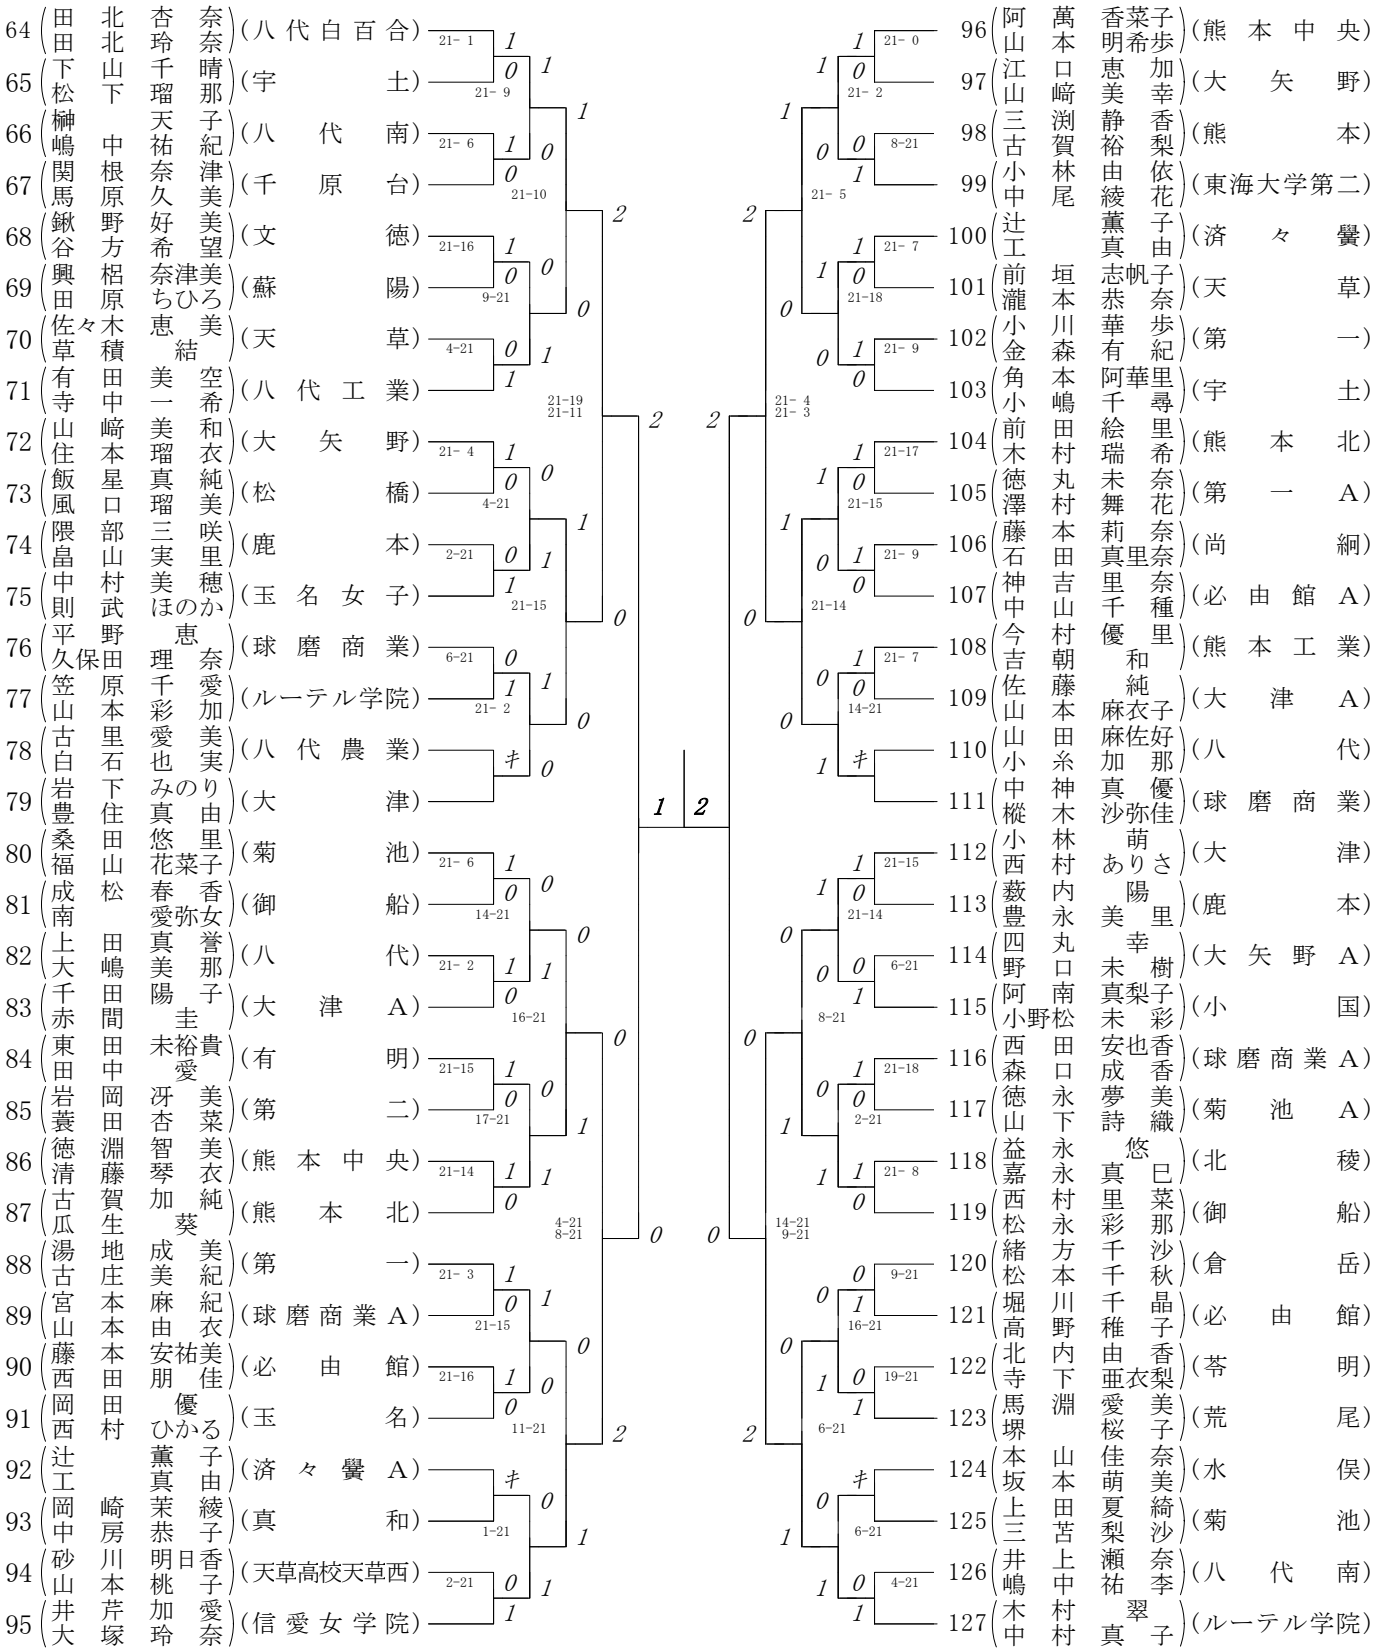 64 (田北杏奈 田北玲奈) (八代白百合)
65 (下山千晴 松下瑠那) (宇土)
66 (榊天子 嶋中祐紀) (八代南)
67 (関根奈津 馬原久美) (千原台)
68 (鍬野好美 谷方希望) (文徳)
69 (興梠奈津美 田原ちひろ) (蘇陽)
70 (佐々木恵美 草積結) (天草)
71 (有田美空 寺中一希) (八代工業)
72 (山﨑美和 住本瑠衣) (大矢野)
73 (飯星真純 風口瑠美) (松橋)
74 (隈部三咲 畠山実里) (鹿本)
75 (中村美穂 則武ほのか) (玉名女子)
76 (平野恵 久保田理奈) (球磨商業)
77 (笠原千愛 山本彩加) (ルーテル学院)
78 (古里愛美 白石也実) (八代農業)
79 (岩下みのり 豊住真由) (大津)
80 (桑田悠里 福山花菜子) (菊池)
81 (成松春香 南愛弥女) (御船)
82 (上田真誉 大嶋美那) (八代)
83 (千田陽子 赤間圭) (大津A)
84 (東田未裕貴 田中愛) (有明)
85 (岩岡冴美 蓑田杏菜) (第二)
86 (徳淵智美 清藤琴衣) (熊本中央)
87 (古賀加純 瓜生葵) (熊本北)
88 (湯地成美 古庄美紀) (第一)
89 (宮本麻紀 山本由衣) (球磨商業A)
90 (藤本安祐美 西田朋佳) (必由館)
91 (岡田優 西村ひかる) (玉名)
92 (辻薫子 工真由) (済々黌A)
93 (岡崎茉綾 中房恭子) (真和)
94 (砂川明日香 山本桃子) (天草高校天草西)
95 (井芹加愛 大塚玲奈) (信愛女学院)
21-1 1 0
21-9 1
21-6 1 0
21-10 0
1
21-16 1 0
9-21 0
4-21 0 1
1
0
2
21-19
21-11
21-4 1 0
4-21 0
2-21 0 1
21-15 1
1
6-21 0 1
21-2 1
キ 0
0
0
2
21-6 1 0
14-21 0
21-2 1 0
16-21 1
0
21-15 1 0
17-21 0
21-14 1 0
1
1
0
4-21
8-21
21-3 1 0
21-15 1
21-16 1 0
11-21 0
0
キ
1-21 0
2-21 0 1
1
1
2
0
1 2
96 (阿萬香菜子 山本明希歩) (熊本中央)
97 (江口恵加 山﨑美幸) (大矢野)
98 (三渕静香 古賀裕梨) (熊本)
99 (小林由依 中尾綾花) (東海大学第二)
100 (辻薫子 工真由) (済々黌)
101 (前垣志帆子 瀧本恭奈) (天草)
102 (小川華歩 金森有紀) (第一)
103 (角本阿華里 小嶋千尋) (宇土)
104 (前田絵里 木村瑞希) (熊本北)
105 (徳丸未奈 澤村舞花) (第一A)
106 (藤本莉奈 石田真里奈) (尚絅)
107 (神吉里奈 中山千種) (必由館A)
108 (今村優里 吉朝和) (熊本工業)
109 (佐藤純 山本麻衣子) (大津A)
110 (山田麻佐好 小糸加那) (八代)
111 (中神真優 樅木沙弥佳) (球磨商業)
112 (小林萌 西村ありさ) (大津)
113 (薮内陽 豊永美里) (鹿本)
114 (四丸幸 野口未樹) (大矢野A)
115 (阿南真梨子 小野松未彩) (小国)
116 (西田安也香 森口成香) (球磨商業A)
117 (徳永夢美 山下詩織) (菊池A)
118 (益永悠 嘉永真巳) (北稜)
119 (西村里菜 松永彩那) (御船)
120 (緒方千沙 松本千秋) (倉岳)
121 (堀川千晶 高野稚子) (必由館)
122 (北内由香 寺下亜衣梨) (苓明)
123 (馬淵愛美 堺桜子) (荒尾)
124 (本山佳奈 坂本萌美) (水俣)
125 (上田夏綺 三苫梨沙) (菊池)
126 (井上瀬奈 嶋中祐李) (八代南)
127 (木村翠 中村真子) (ルーテル学院)
21-0 1 0
21-2 1
8-21 0 1
21-5 0
1
21-7 1 0
21-18 1
21-9 1 0
0
0
2
21-4
21-3
21-17 1 0
21-15 1
21-9 1 0
21-14 0
1
21-7 1 0
14-21 0
キ 1
0
0
2
21-15 1 0
21-14 1
6-21 0 1
8-21 0
0
21-18 1 0
2-21 0
21-8 1 0
1
1
0
14-21
9-21
9-21 0 1
16-21 0
19-21 0 1
6-21 1
1
キ
6-21 0
4-21 0 1
1
1
2
0